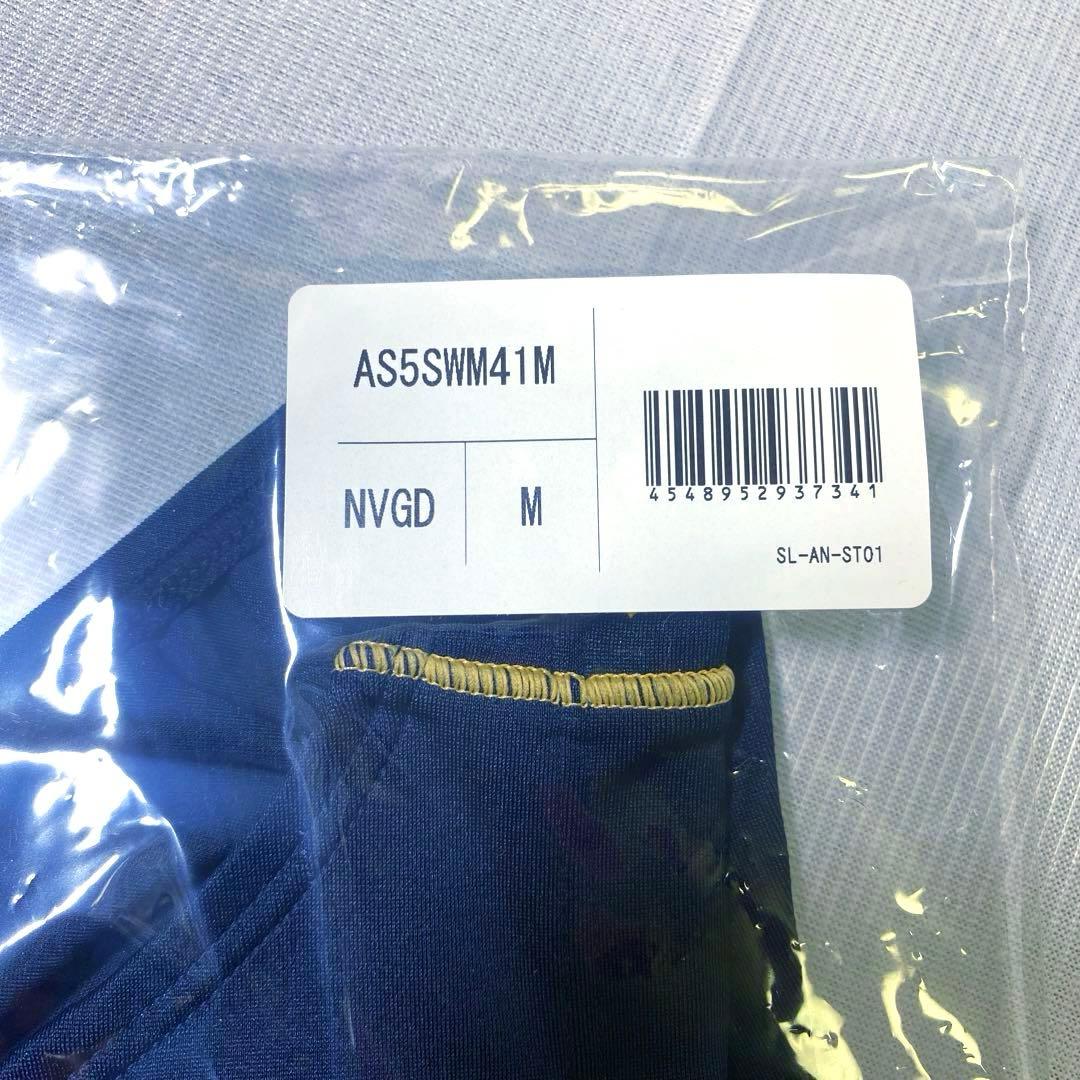 AS5SWM41M
NVGD
M
4548952937341
SL-AN-ST01